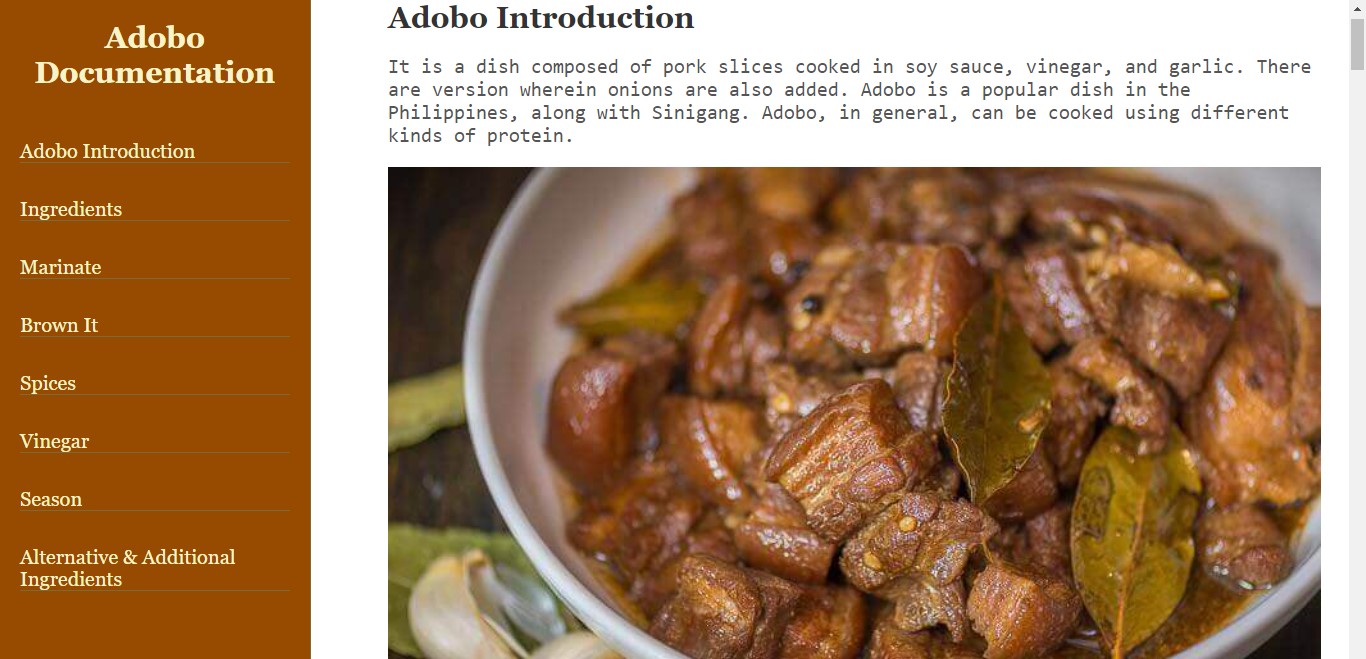 Adobo
Documentation
Adobo Introduction
Ingredients
Marinate
Brown It
Spices
Vinegar
Season
Alternative & Additional
Ingredients
Adobo Introduction
It is a dish composed of pork slices cooked in soy sauce, vinegar, and garlic. There
are version wherein onions are also added. Adobo is a popular dish in the
Philippines, along with Sinigang. Adobo, in general, can be cooked using different
kinds of protein.